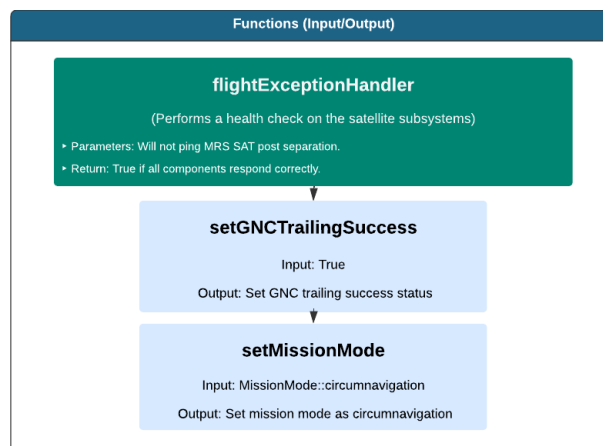 Functions (Input/Output)
flightExceptionHandler
(Performs a health check on the satellite subsystems)
‣ Parameters: Will not ping MRS SAT post separation.
‣ Return: True if all components respond correctly.
setGNCTrailingSuccess
Input: True
Output: Set GNC trailing success status
setMissionMode
Input: MissionMode::circumnavigation
Output: Set mission mode as circumnavigation